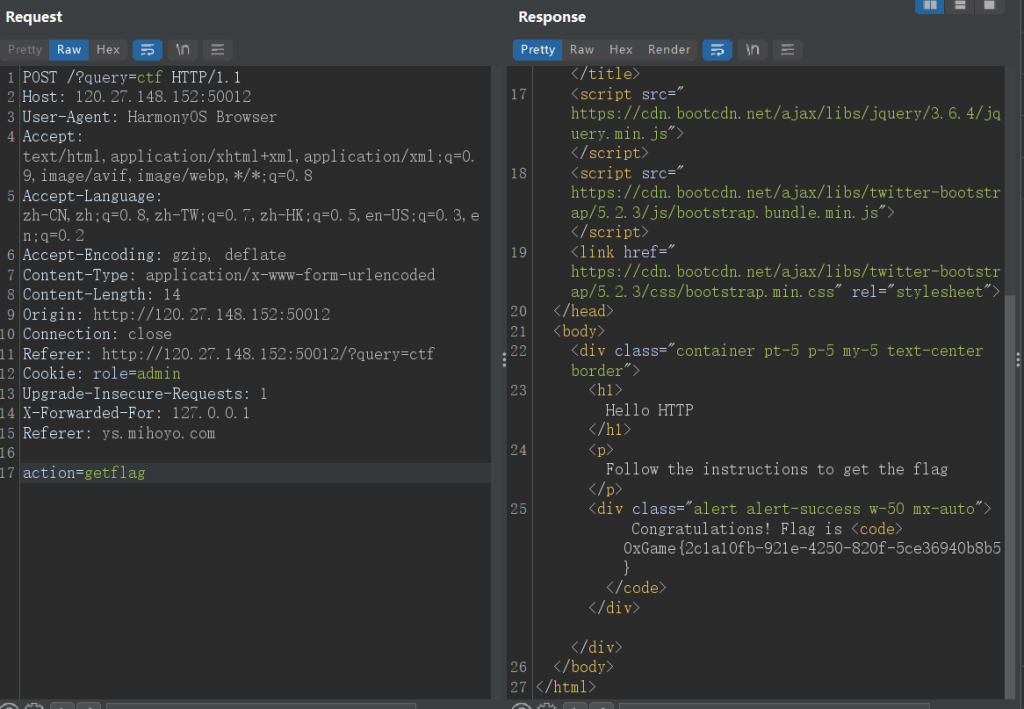 Request
Pretty Raw Hex \n
1 POST /?query=ctf HTTP/1.1
2 Host: 120.27.148.152:50012
3 User-Agent: HarmonyOS Browser
4 Accept:
text/html,application/xhtml+xml,application/xml;q=0.
9,image/avif,image/webp,*/*;q=0.8
5 Accept-Language:
zh-CN,zh;q=0.8,zh-TW;q=0.7,zh-HK;q=0.5,en-US;q=0.3,e
n;q=0.2
6 Accept-Encoding: gzip, deflate
7 Content-Type: application/x-www-form-urlencoded
8 Content-Length: 14
9 Origin: http://120.27.148.152:50012
10 Connection: close
11 Referer: http://120.27.148.152:50012/?query=ctf
12 Cookie: role=admin
13 Upgrade-Insecure-Requests: 1
14 X-Forwarded-For: 127.0.0.1
15 Referer: ys.mihoyo.com
16
17 action=getflag
Response
Pretty Raw Hex Render \n
</title>
17 <script src="
https://cdn.bootcdn.net/ajax/libs/jquery/3.6.4/jq
uery.min.js">
</script>
18 <script src="
https://cdn.bootcdn.net/ajax/libs/twitter-bootstr
ap/5.2.3/js/bootstrap.bundle.min.js">
</script>
19 <link href="
https://cdn.bootcdn.net/ajax/libs/twitter-bootstr
ap/5.2.3/css/bootstrap.min.css" rel="stylesheet">
20 </head>
21 <body>
22 <div class="container pt-5 p-5 my-5 text-center
border">
23 <h1>
Hello HTTP
</h1>
24 <p>
Follow the instructions to get the flag
</p>
25 <div class="alert alert-success w-50 mx-auto">
Congratulations! Flag is <code>
0xGame{2c1a10fb-921e-4250-820f-5ce36940b8b5
}
</code>
</div>
</div>
26 </body>
27 </html>